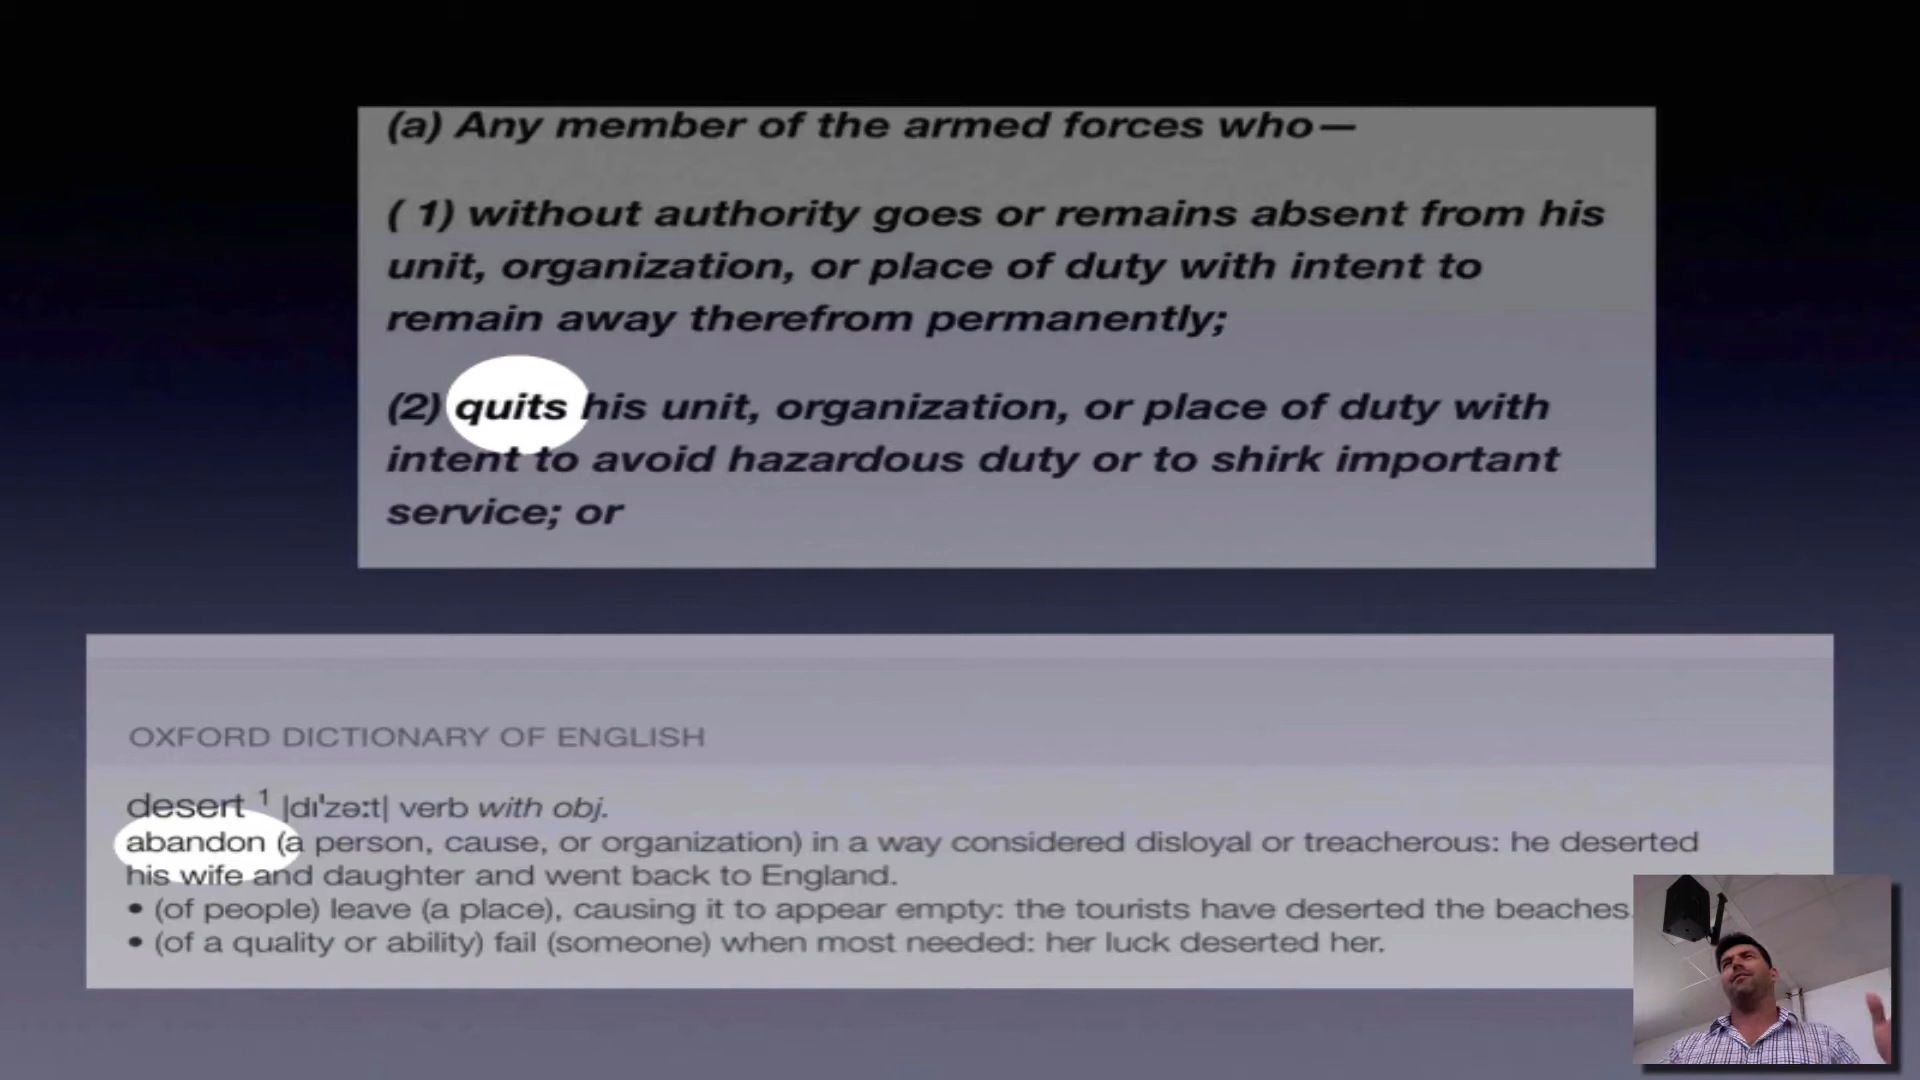 (a) Any member of the armed forces who—
( 1) without authority goes or remains absent from his
unit, organization, or place of duty with intent to
remain away therefrom permanently;
(2) quits his unit, organization, or place of duty with
intent to avoid hazardous duty or to shirk important
service; or
OXFORD DICTIONARY OF ENGLISH
desert ¹ |dɪˈzəːt| verb with obj.
abandon (a person, cause, or organization) in a way considered disloyal or treacherous: he deserted
his wife and daughter and went back to England.
• (of people) leave (a place), causing it to appear empty: the tourists have deserted the beaches.
• (of a quality or ability) fail (someone) when most needed: her luck deserted her.